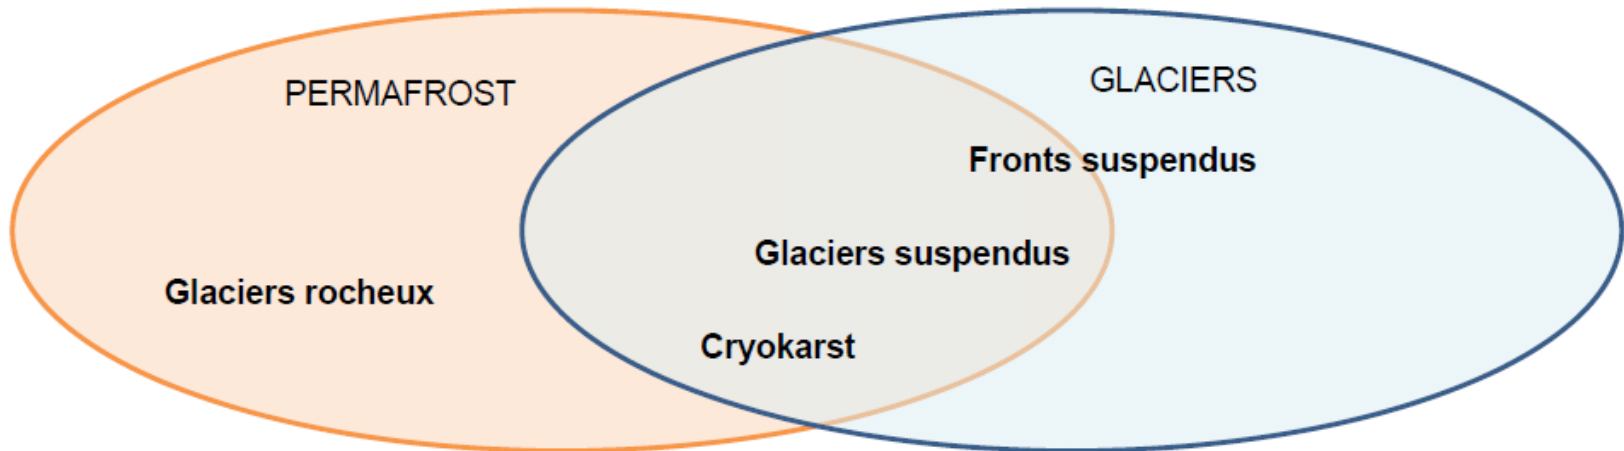 PERMAFROST
GLACIERS
Fronts suspendus
Glaciers suspendus
Glaciers rocheux
Cryokarst